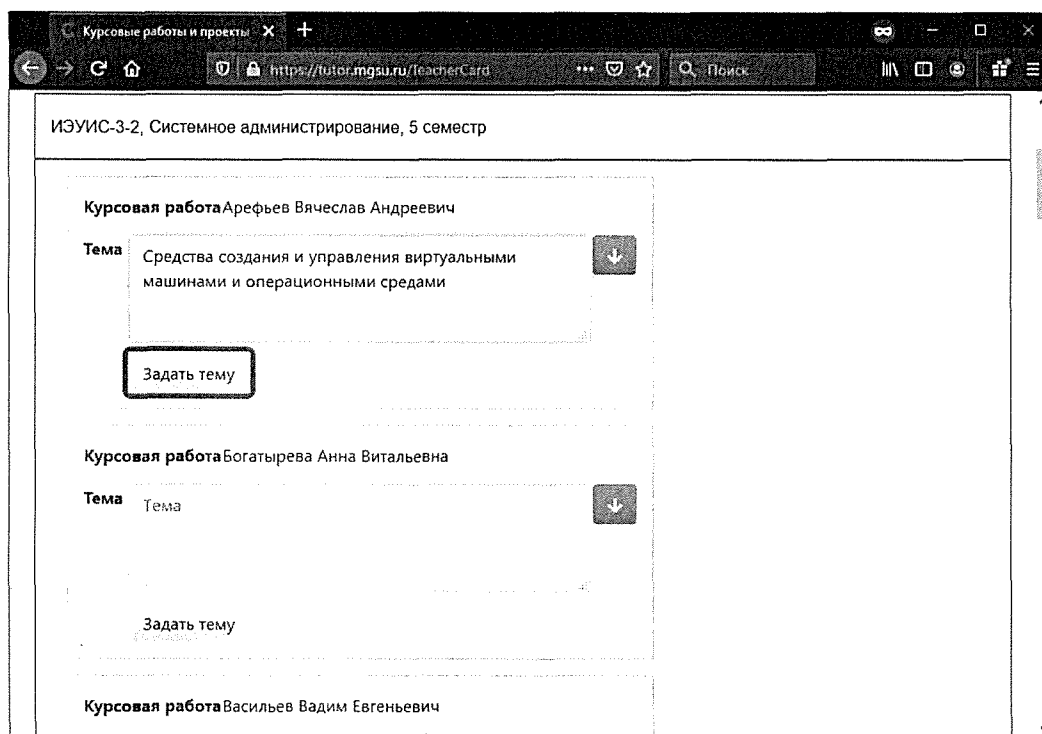 Курсовые работы и проекты
https://tutor.mgsu.ru/TeacherCard
Поиск
ИЭУИС-3-2, Системное администрирование, 5 семестр
Курсовая работа Арефьев Вячеслав Андреевич
Тема
Средства создания и управления виртуальными
машинами и операционными средами
Задать тему
Курсовая работа Богатырева Анна Витальевна
Тема
Тема
Задать тему
Курсовая работа Васильев Вадим Евгеньевич